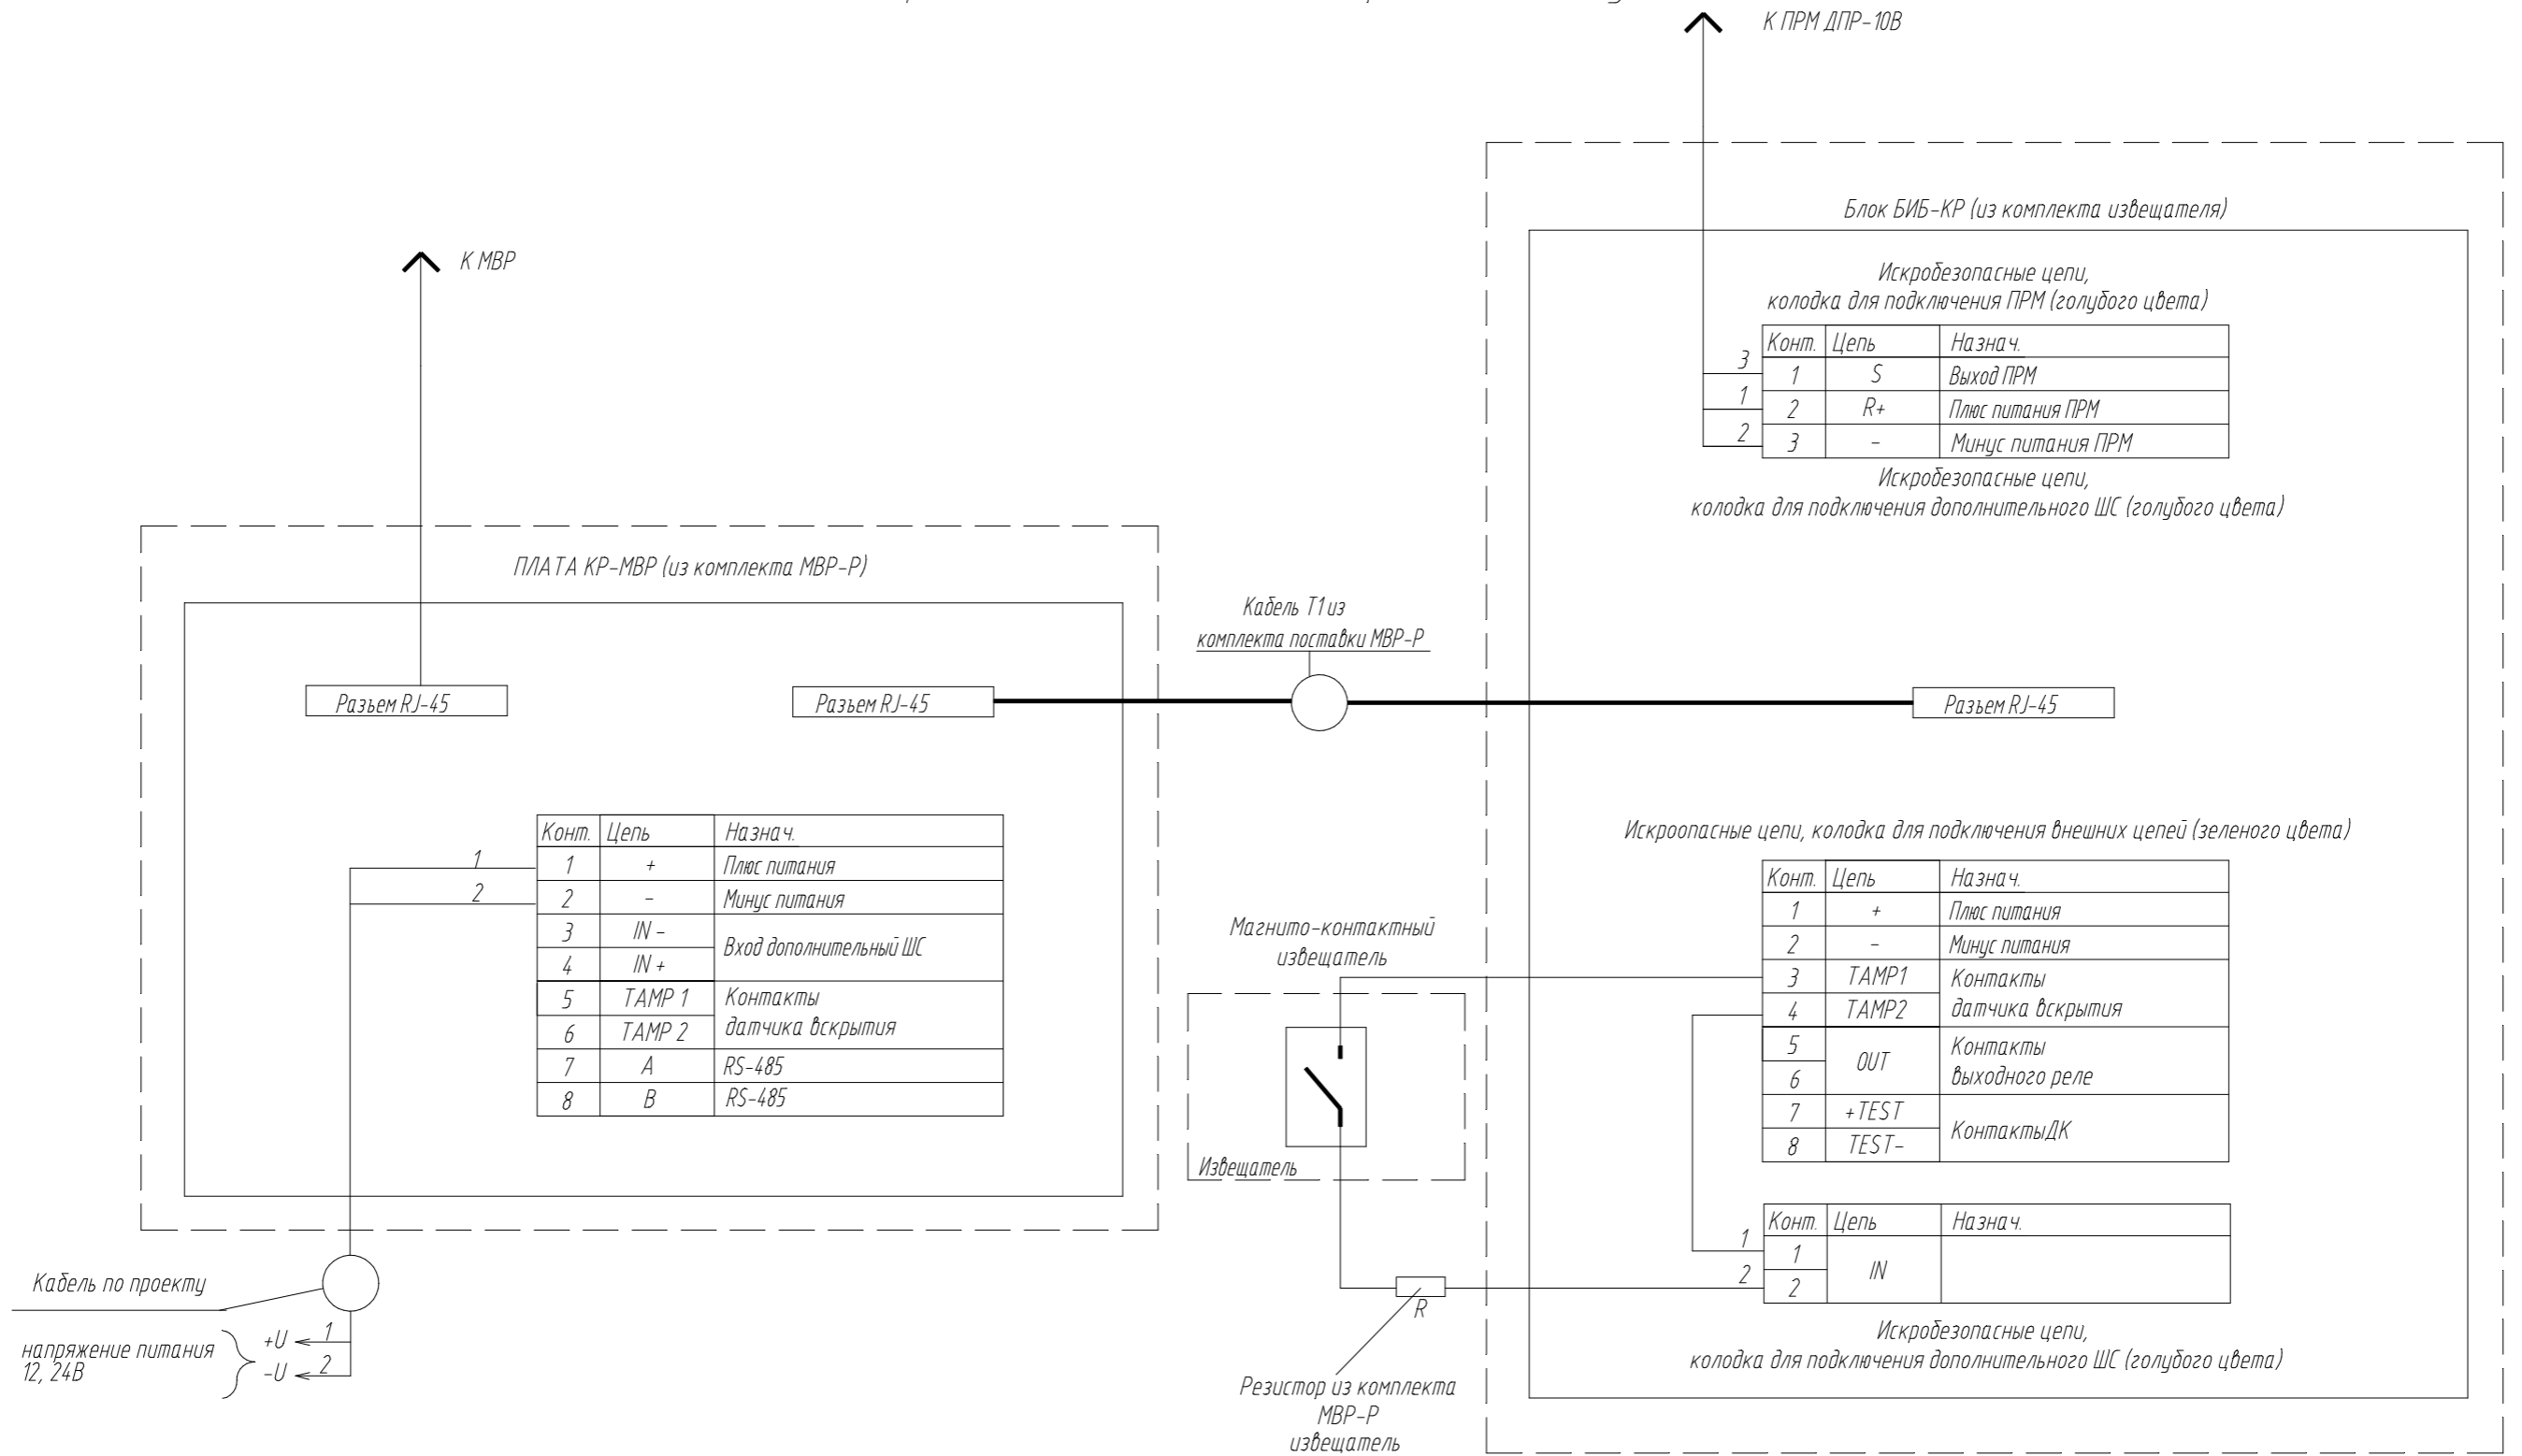 К ПРМ ДПР-10В
Блок БИБ-КР (из комплекта извещателя)
К МВР
Искробезопасные цепи,
колодка для подключения ПРМ (голубого цвета)
Конт. Цепь Назнач.
3 1 S Выход ПРМ
1 2 R+ Плюс питания ПРМ
2 3 - Минус питания ПРМ
Искробезопасные цепи,
колодка для подключения дополнительного ШС (голубого цвета)
ПЛАТА КР-МВР (из комплекта МВР-Р)
Кабель Т1 из
комплекта поставки МВР-Р
Разъем RJ-45
Разъем RJ-45
Разъем RJ-45
Конт. Цепь Назнач.
1 1 + Плюс питания
2 2 - Минус питания
3 IN - Вход дополнительный ШС
4 IN +
5 TAMP 1 Контакты
6 TAMP 2 датчика вскрытия
7 A RS-485
8 B RS-485
Искроопасные цепи, колодка для подключения внешних цепей (зеленого цвета)
Конт. Цепь Назнач.
1 + Плюс питания
2 - Минус питания
3 TAMP1 Контакты
4 TAMP2 датчика вскрытия
5 OUT Контакты
6 выходного реле
7 +TEST КонтактыДК
8 TEST-
Магнито-контактный
извещатель
Извещатель
Конт. Цепь Назнач.
1 1 IN
2 2
R
Искробезопасные цепи,
колодка для подключения дополнительного ШС (голубого цвета)
Резистор из комплекта
МВР-Р
извещатель
Кабель по проекту
напряжение питания
12, 24В
+U 1
-U 2